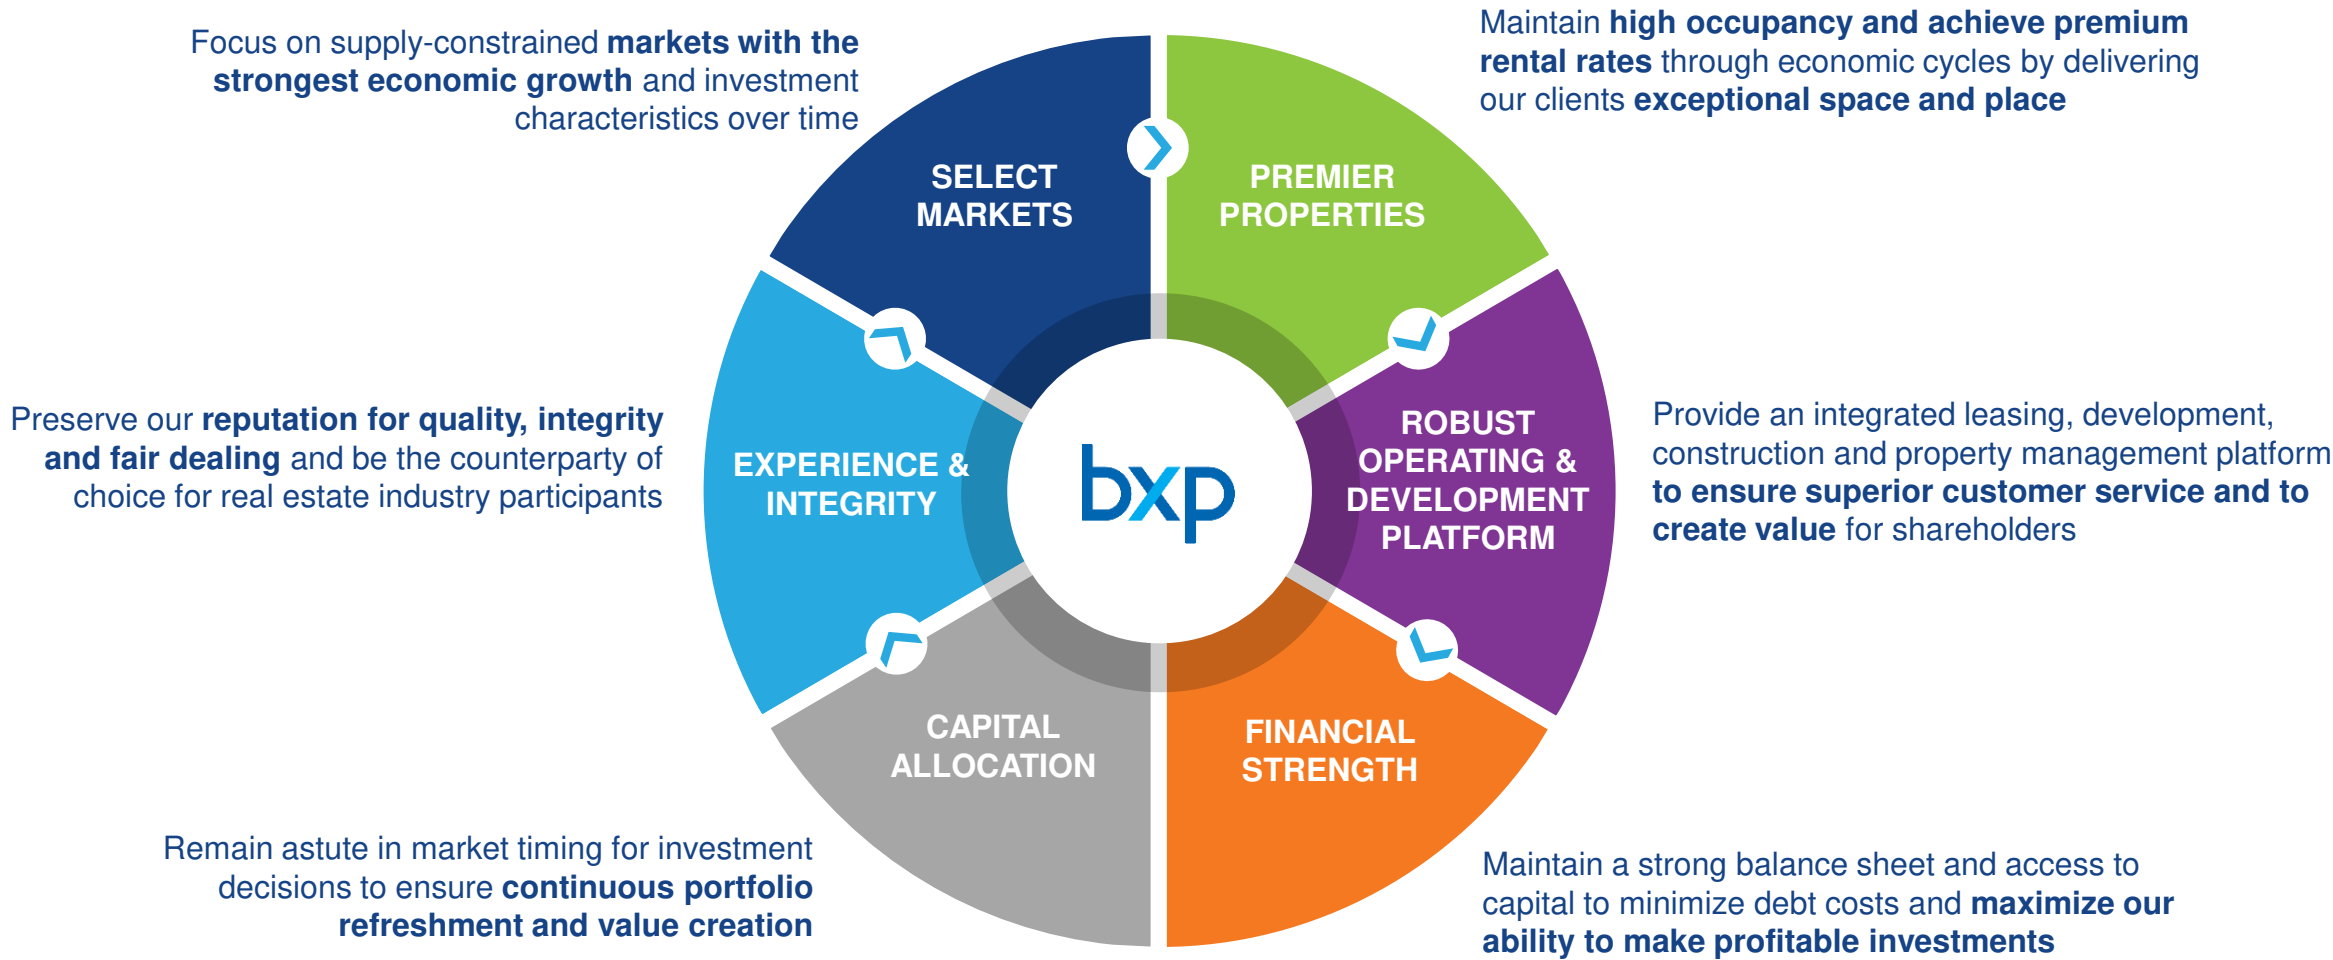 Focus on supply-constrained markets with the
strongest economic growth and investment
characteristics over time
SELECT
MARKETS
Maintain high occupancy and achieve premium
rental rates through economic cycles by delivering
our clients exceptional space and place
PREMIER
PROPERTIES
Provide an integrated leasing, development,
construction and property management platform
to ensure superior customer service and to
create value for shareholders
ROBUST
OPERATING &
DEVELOPMENT
PLATFORM
Maintain a strong balance sheet and access to
capital to minimize debt costs and maximize our
ability to make profitable investments
FINANCIAL
STRENGTH
Remain astute in market timing for investment
decisions to ensure continuous portfolio
refreshment and value creation
CAPITAL
ALLOCATION
Preserve our reputation for quality, integrity
and fair dealing and be the counterparty of
choice for real estate industry participants
EXPERIENCE &
INTEGRITY
bxp